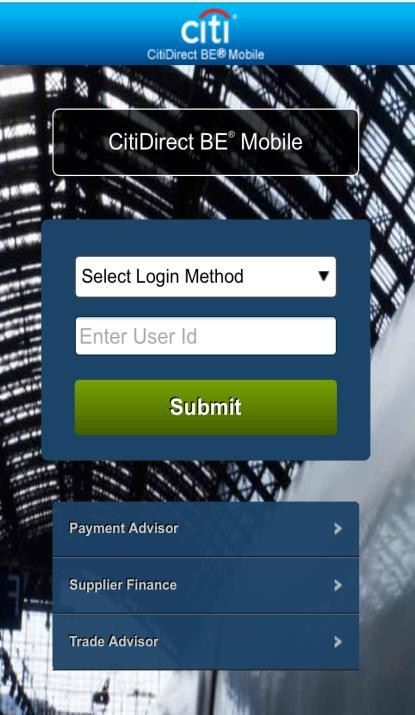 citi
CitiDirect BE® Mobile
CitiDirect BE® Mobile
Select Login Method
Enter User Id
Submit
Payment Advisor
Supplier Finance
Trade Advisor